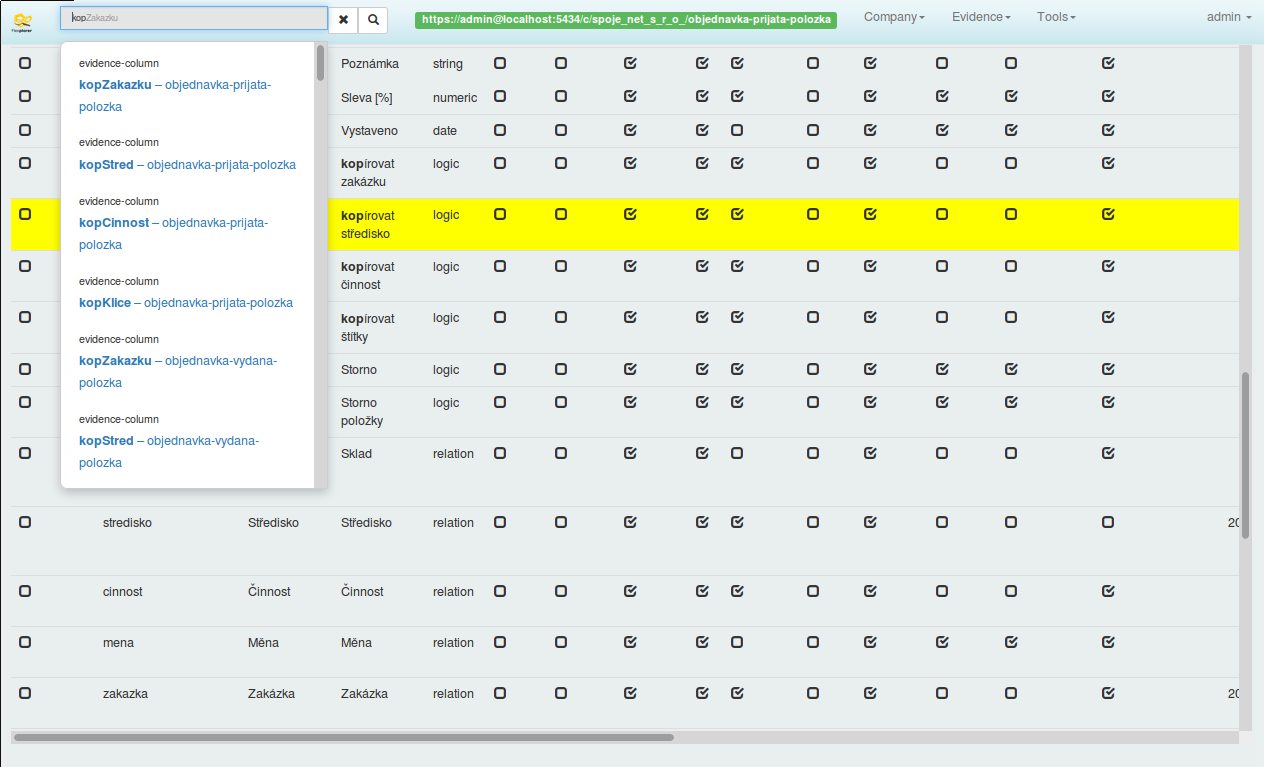 kopZakazku
https://admin@localhost:5434/c/spoje_net_s_r_o_/objednavka-prijata-polozka
Company
Evidence
Tools
admin
evidence-column
kopZakazku – objednavka-prijata-
polozka
evidence-column
kopStred – objednavka-prijata-polozka
evidence-column
kopCinnost – objednavka-prijata-
polozka
evidence-column
kopKlice – objednavka-prijata-polozka
evidence-column
kopZakazku – objednavka-vydana-
polozka
evidence-column
kopStred – objednavka-vydana-
polozka
Poznámka string
Sleva [%] numeric
Vystaveno date
kopírovat logic
zakázku
kopírovat logic
středisko
kopírovat logic
činnost
kopírovat logic
štítky
Storno logic
Storno logic
položky
Sklad relation
stredisko Středisko Středisko relation 20
cinnost Činnost Činnost relation
mena Měna Měna relation
zakazka Zakázka Zakázka relation 20